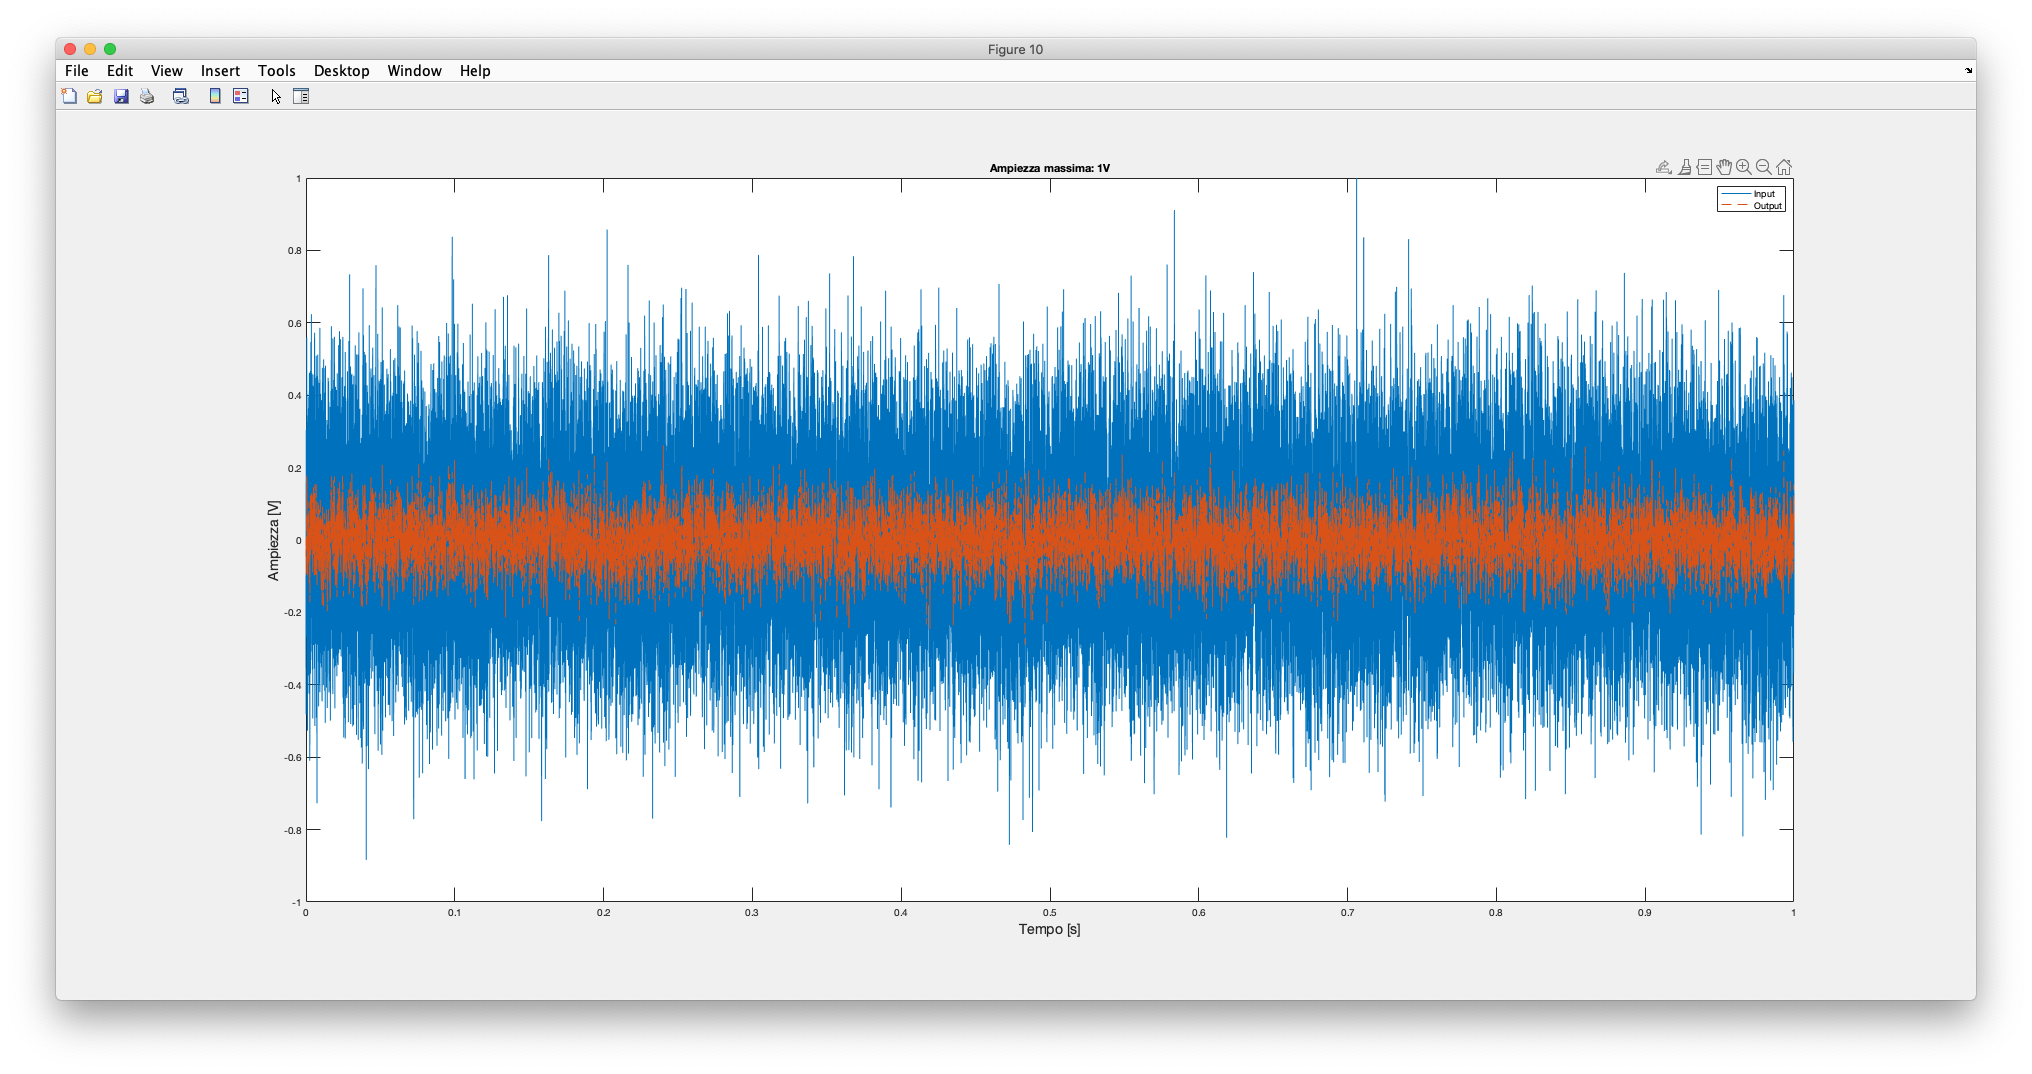 Figure 10
File Edit View Insert Tools Desktop Window Help
Ampiezza massima: 1V
Input
Output
1
0.8
0.6
0.4
0.2
0
-0.2
-0.4
-0.6
-0.8
-1
Ampiezza [V]
0 0.1 0.2 0.3 0.4 0.5 0.6 0.7 0.8 0.9 1
Tempo [s]